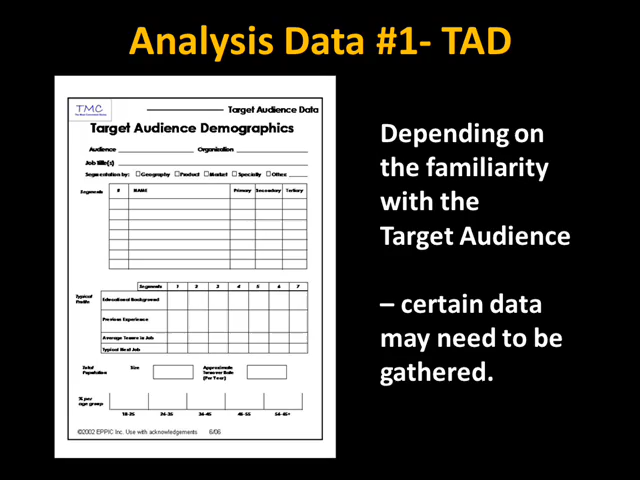 Analysis Data #1- TAD
TMC
Target Audience Data
Target Audience Demographics
Audience Organization
Job Title(s)
Segmentation by: Geography Product Market Specialty Other
Segments # NAME Primary Secondary Tertiary
Segments 1 2 3 4 5 6 7
Typical Profile
Educational Background
Previous Experience
Average Tenure in Job
Typical Next Job
Total Population
Size
Approximate Turnover Rate (Per Year)
% per age group
18-25 26-35 36-45 46-55 56-65+
©2002 EPPIC Inc. Use with acknowledgements 6/06
Depending on
the familiarity
with the
Target Audience
– certain data
may need to be
gathered.